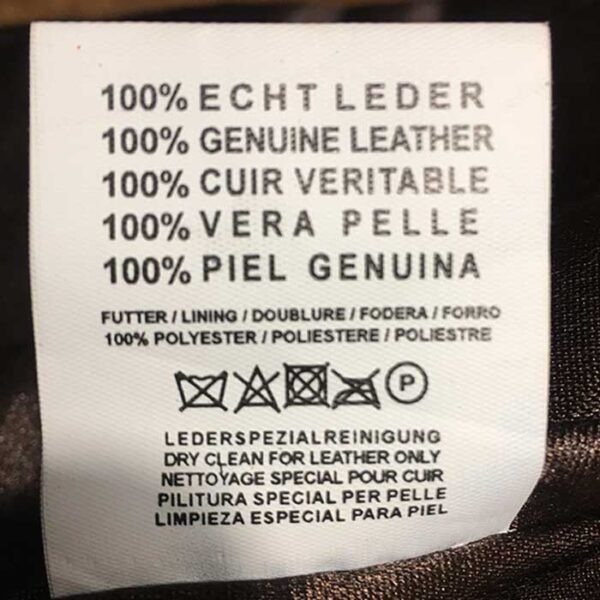 100% ECHT LEDER
100% GENUINE LEATHER
100% CUIR VERITABLE
100% VERA PELLE
100% PIEL GENUINA
FUTTER / LINING / DOUBLURE / FODERA / FORRO
100% POLYESTER / POLIESTERE / POLIESTRE
P
LEDERSPEZIALREINIGUNG
DRY CLEAN FOR LEATHER ONLY
NETTOYAGE SPECIAL POUR CUIR
PILITURA SPECIAL PER PELLE
LIMPIEZA ESPECIAL PARA PIEL